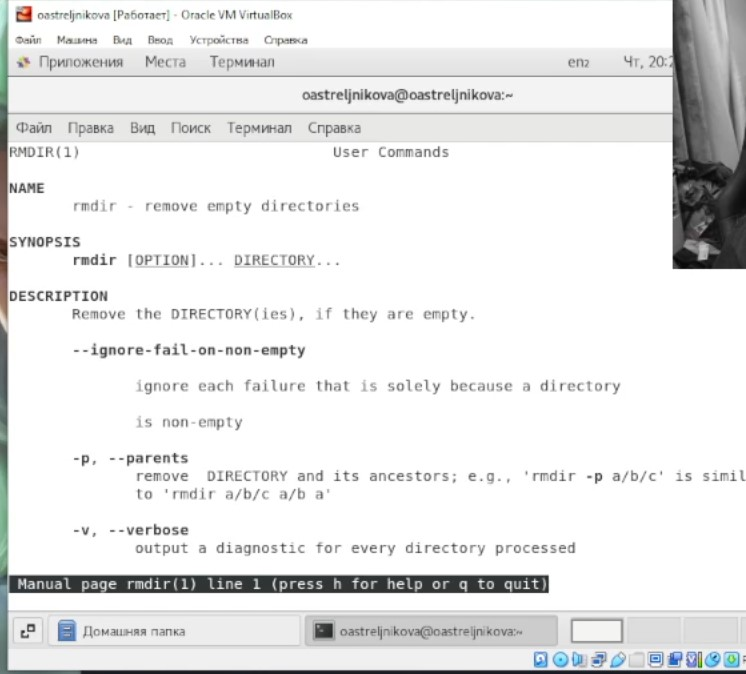 oastreljnikova [Работает] - Oracle VM VirtualBox
Файл Машина Вид Ввод Устройства Справка
Приложения Места Терминал en2 Чт, 20:2
oastreljnikova@oastreljnikova:~
Файл Правка Вид Поиск Терминал Справка
RMDIR(1) User Commands
NAME
rmdir - remove empty directories
SYNOPSIS
rmdir [OPTION]... DIRECTORY...
DESCRIPTION
Remove the DIRECTORY(ies), if they are empty.
--ignore-fail-on-non-empty
ignore each failure that is solely because a directory
is non-empty
-p, --parents
remove DIRECTORY and its ancestors; e.g., 'rmdir -p a/b/c' is simil
to 'rmdir a/b/c a/b a'
-v, --verbose
output a diagnostic for every directory processed
Manual page rmdir(1) line 1 (press h for help or q to quit)
Домашняя папка oastreljnikova@oastreljnikova:~